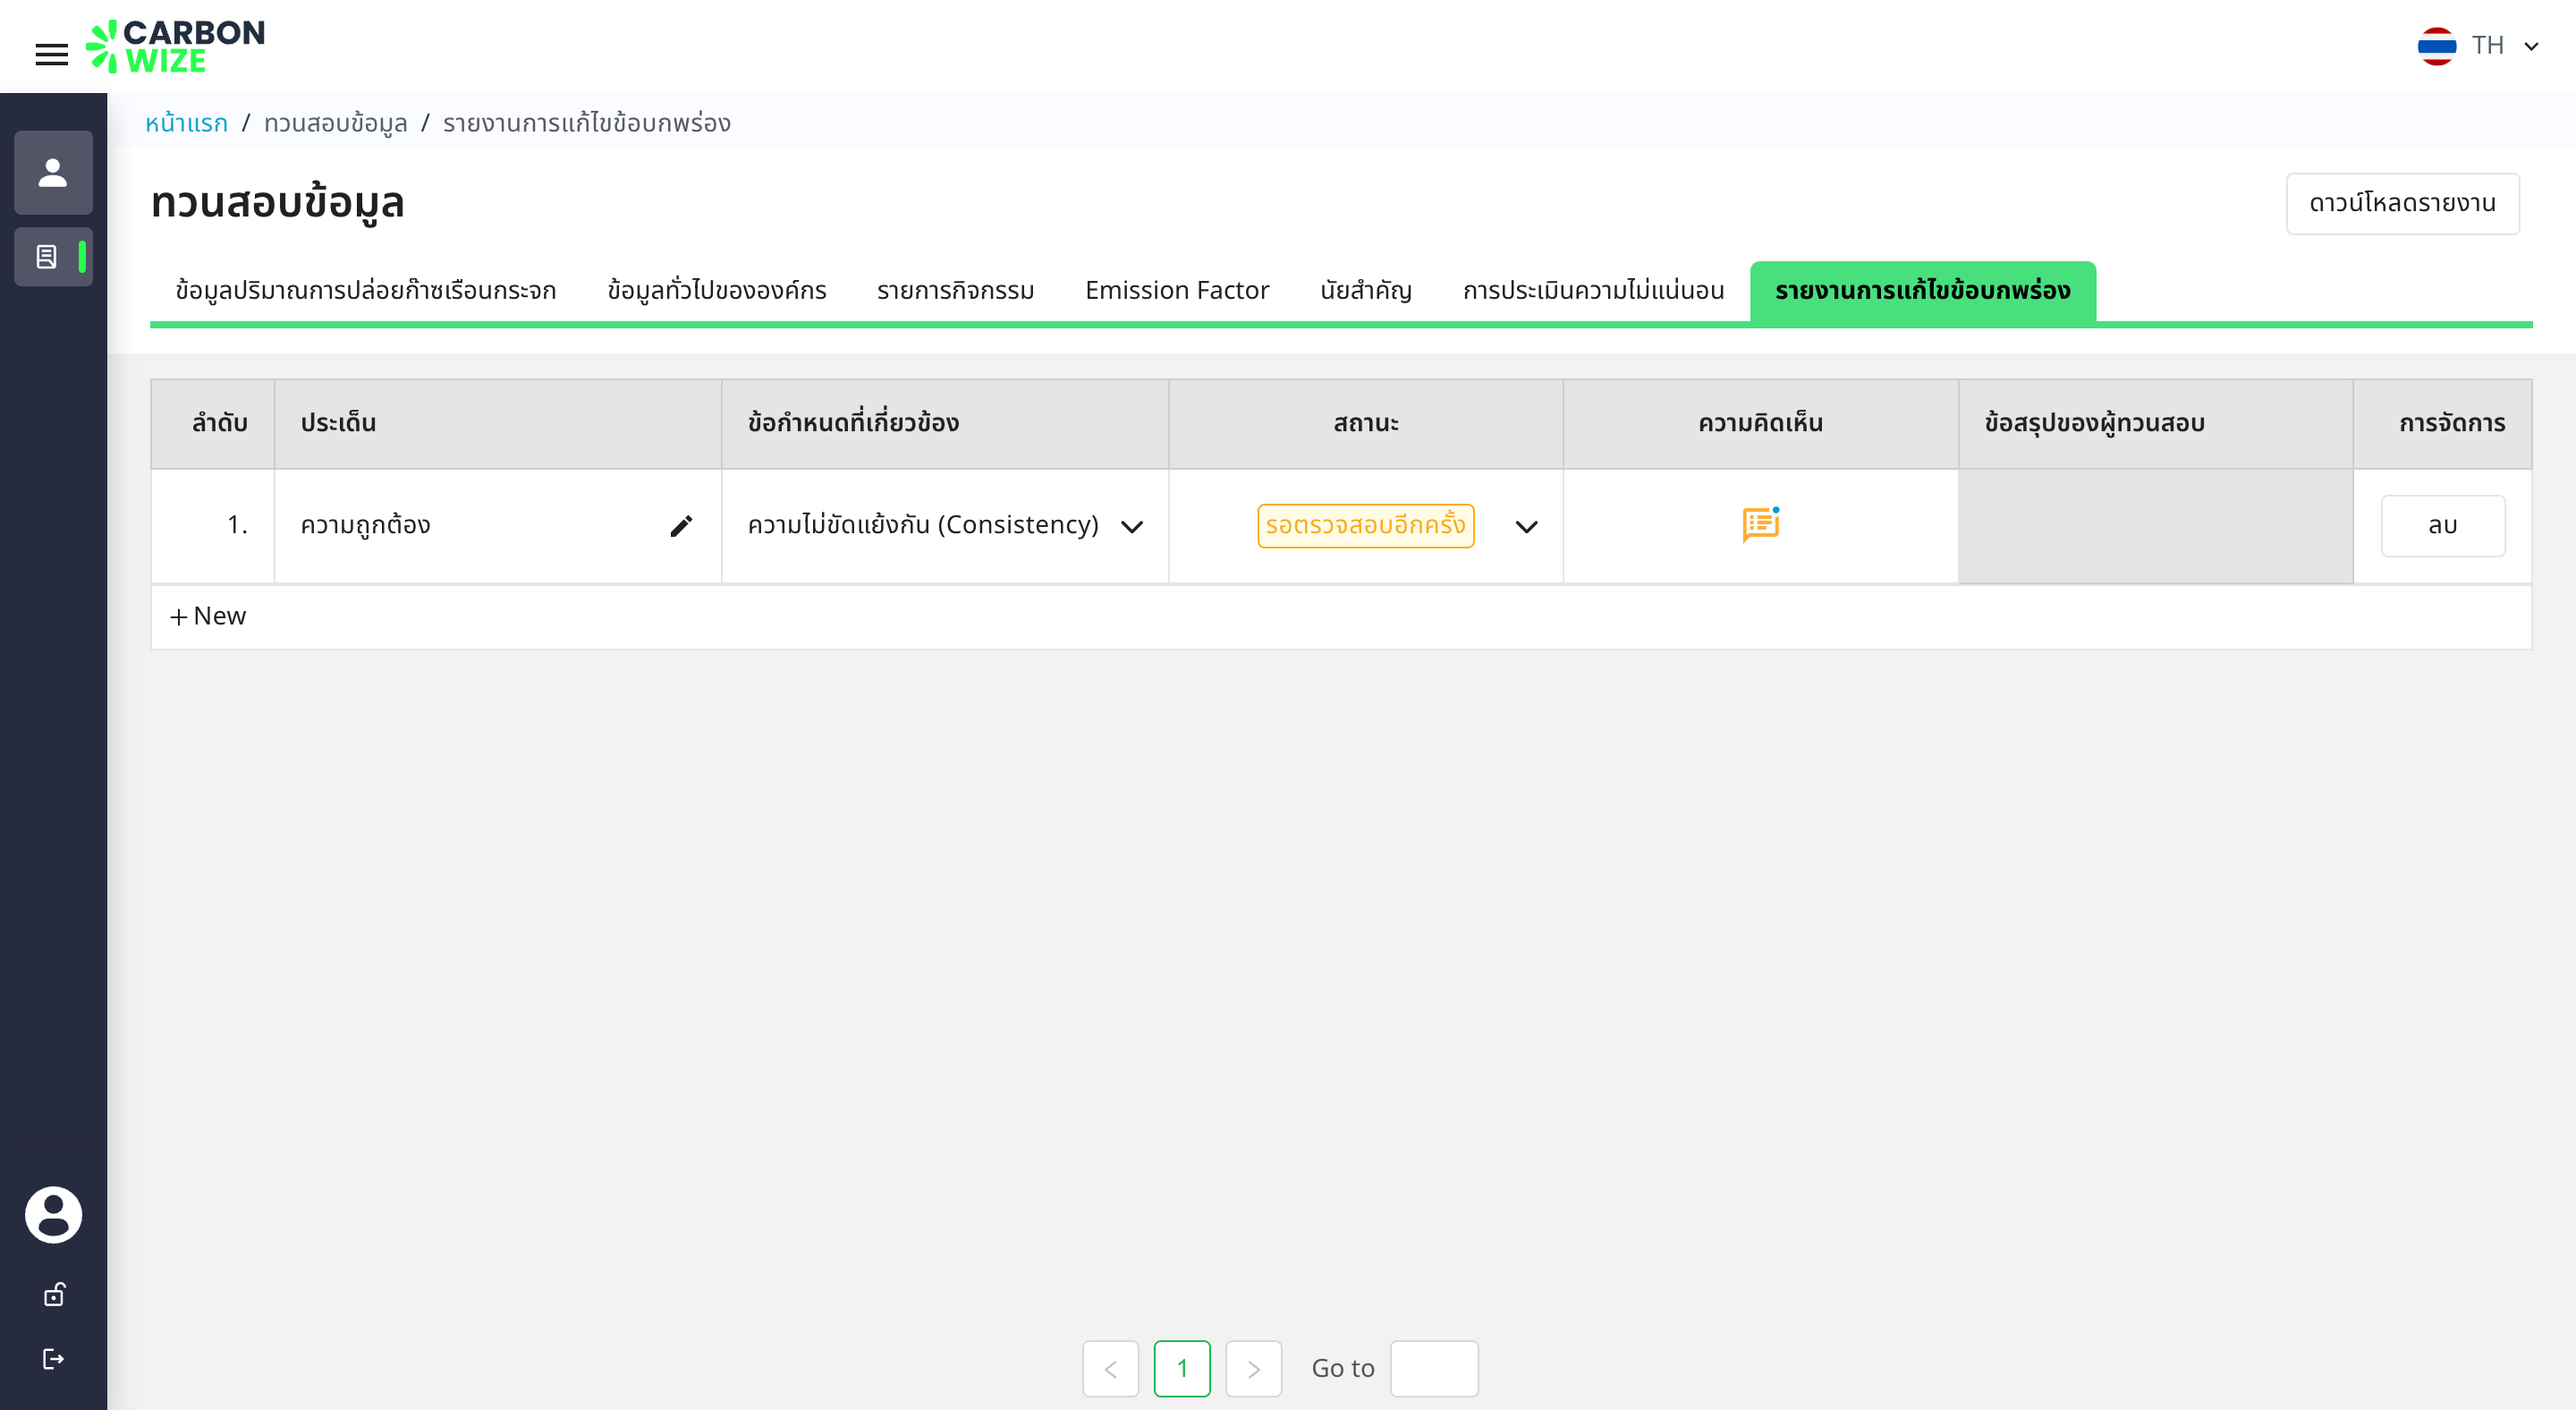 CARBON
WIZE
TH
หน้าแรก / ทวนสอบข้อมูล / รายงานการแก้ไขข้อบกพร่อง
ทวนสอบข้อมูล
ดาวน์โหลดรายงาน
ข้อมูลปริมาณการปล่อยก๊าซเรือนกระจก ข้อมูลทั่วไปขององค์กร รายการกิจกรรม Emission Factor นัยสำคัญ การประเมินความไม่แน่นอน รายงานการแก้ไขข้อบกพร่อง
ลำดับ ประเด็น ข้อกำหนดที่เกี่ยวข้อง สถานะ ความคิดเห็น ข้อสรุปของผู้ทวนสอบ การจัดการ
1. ความถูกต้อง ความไม่ขัดแย้งกัน (Consistency) รอตรวจสอบอีกครั้ง ลบ
+ New
< 1 > Go to